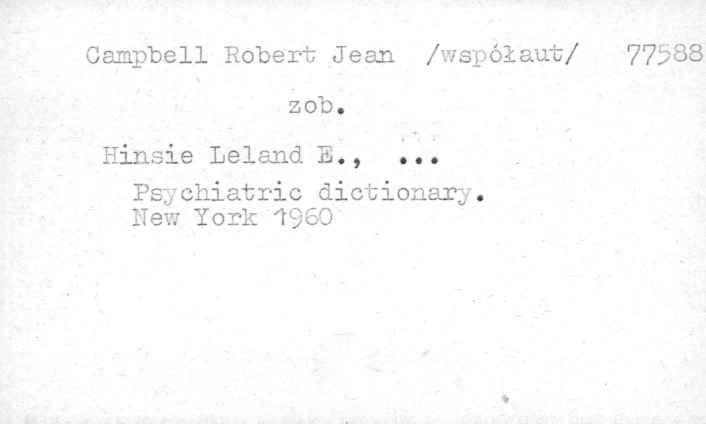 Campbell Robert Jean /współaut/ 77588
zob.
Hinsie Leland E., ...
Psychiatric dictionary.
New York 1960